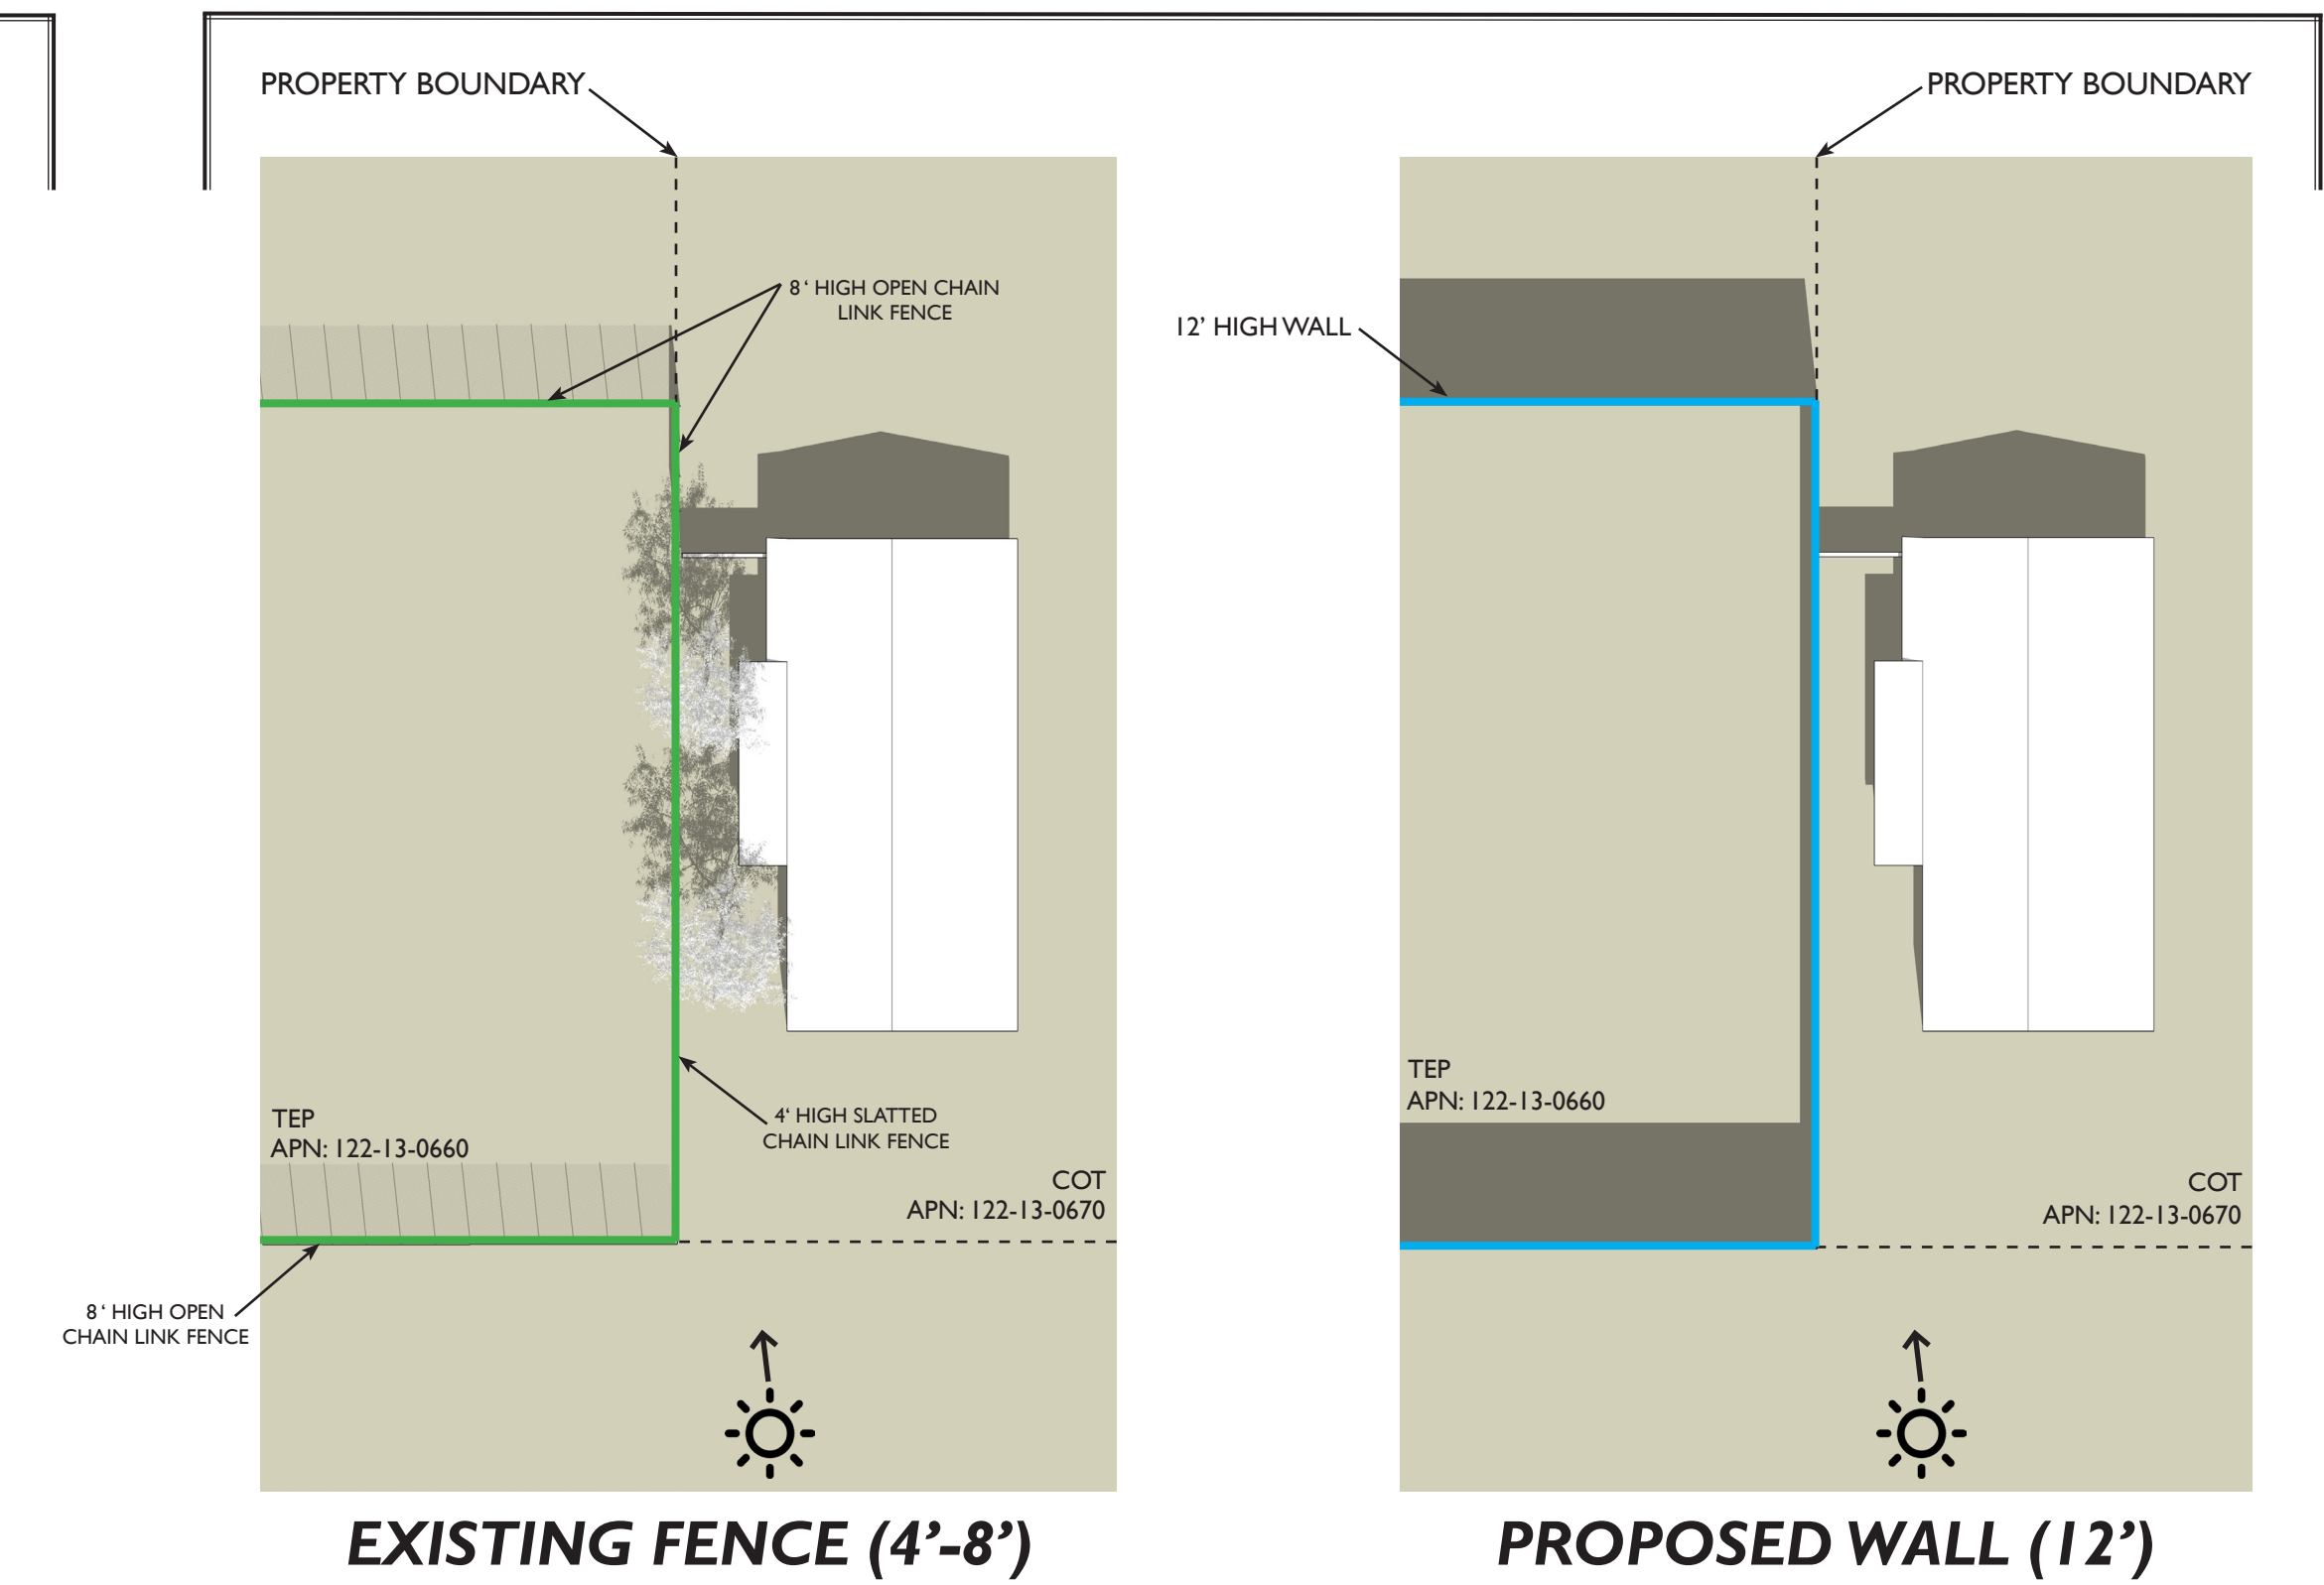 PROPERTY BOUNDARY
8‘ HIGH OPEN CHAIN
LINK FENCE
4‘ HIGH SLATTED
CHAIN LINK FENCE
TEP
APN: 122-13-0660
COT
APN: 122-13-0670
8‘ HIGH OPEN
CHAIN LINK FENCE
EXISTING FENCE (4’-8’)
PROPERTY BOUNDARY
12’ HIGH WALL
TEP
APN: 122-13-0660
COT
APN: 122-13-0670
PROPOSED WALL (12’)